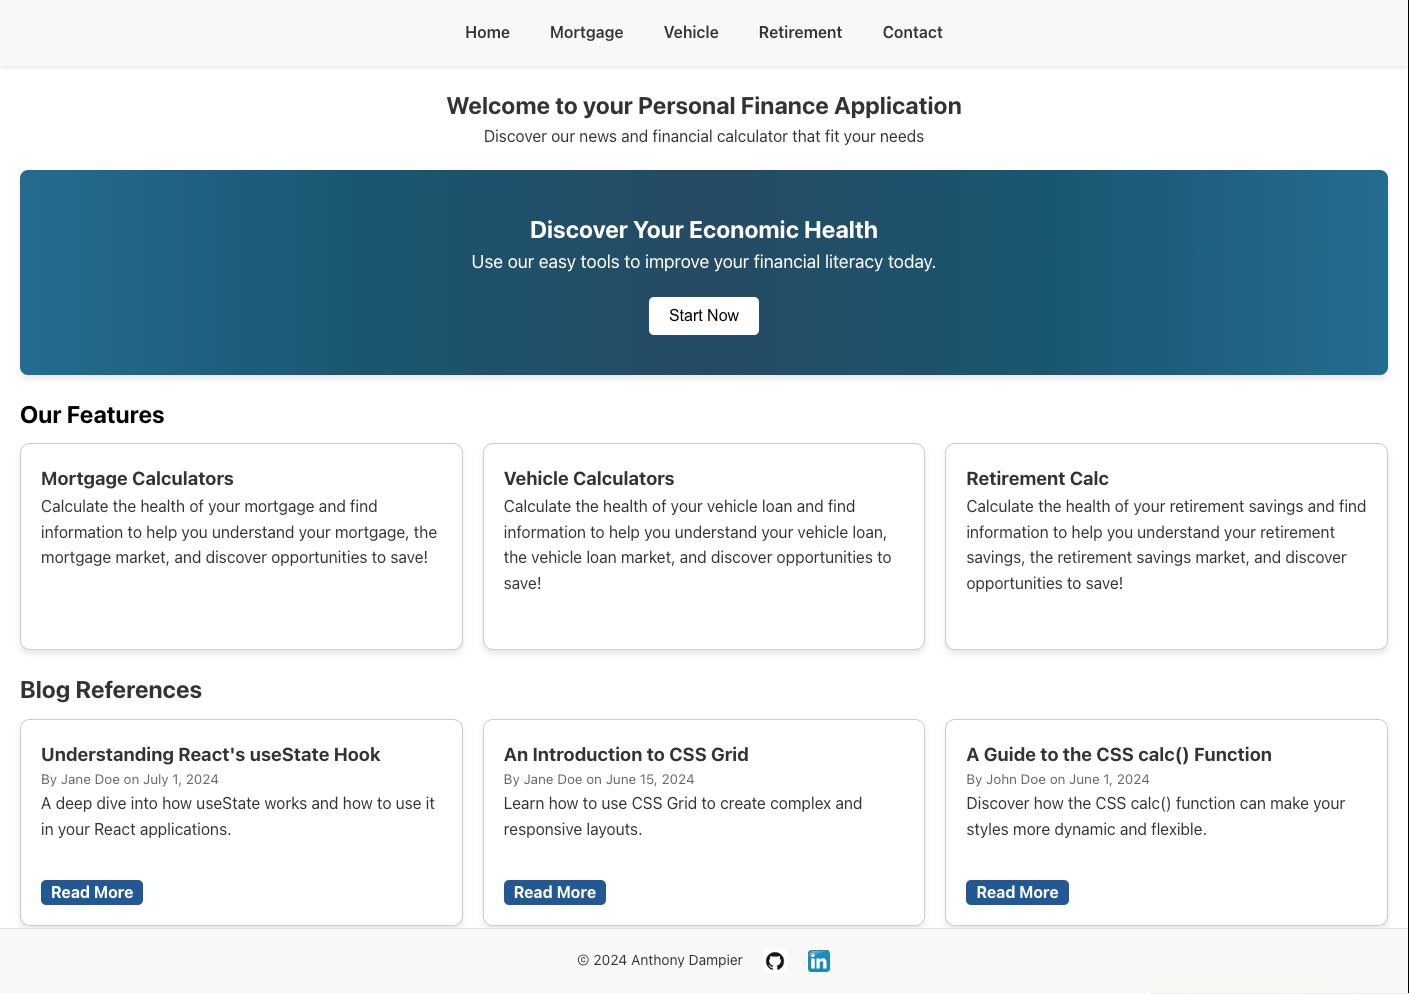 Home Mortgage Vehicle Retirement Contact
Welcome to your Personal Finance Application
Discover our news and financial calculator that fit your needs
Discover Your Economic Health
Use our easy tools to improve your financial literacy today.
Start Now
Our Features
Mortgage Calculators
Calculate the health of your mortgage and find
information to help you understand your mortgage, the
mortgage market, and discover opportunities to save!
Vehicle Calculators
Calculate the health of your vehicle loan and find
information to help you understand your vehicle loan,
the vehicle loan market, and discover opportunities to
save!
Retirement Calc
Calculate the health of your retirement savings and find
information to help you understand your retirement
savings, the retirement savings market, and discover
opportunities to save!
Blog References
Understanding React's useState Hook
By Jane Doe on July 1, 2024
A deep dive into how useState works and how to use it
in your React applications.
Read More
An Introduction to CSS Grid
By Jane Doe on June 15, 2024
Learn how to use CSS Grid to create complex and
responsive layouts.
Read More
A Guide to the CSS calc() Function
By John Doe on June 1, 2024
Discover how the CSS calc() function can make your
styles more dynamic and flexible.
Read More
© 2024 Anthony Dampier
in